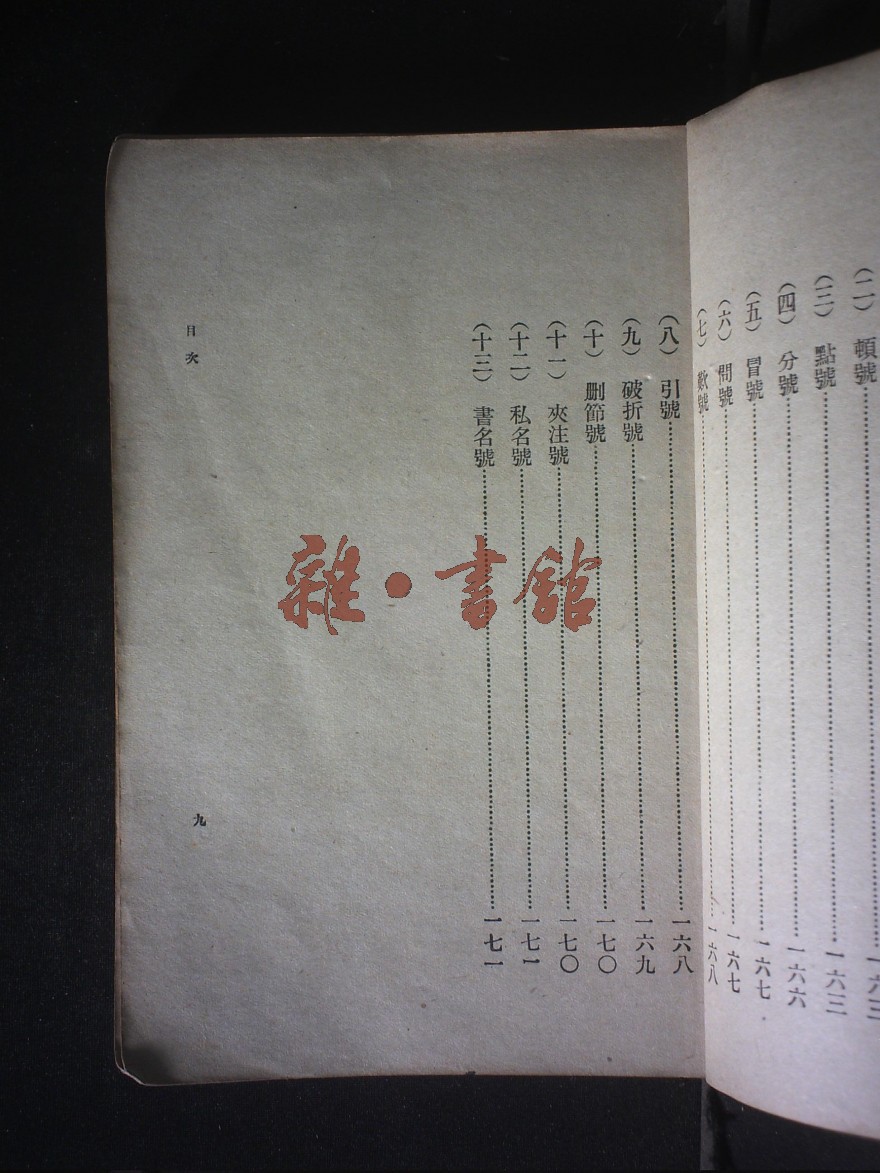 (二) 頓號……一六三
(三) 點號……一六三
(四) 分號……一六六
(五) 冒號……一六七
(六) 問號……一六七
(七) 歎號……一六八
(八) 引號……一六八
(九) 破折號……一六九
(十) 刪節號……一七〇
(十一) 夾注號……一七〇
(十二) 私名號……一七一
(十三) 書名號……一七一
目次
九
雜•書館